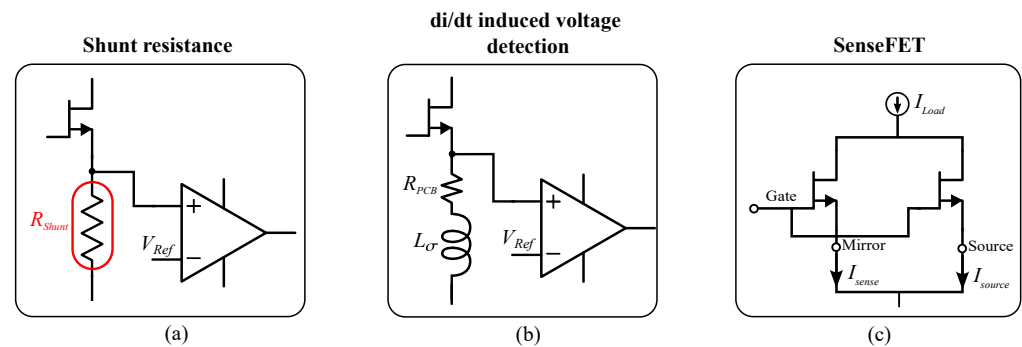 Shunt resistance
R_Shunt
V_Ref
+
−
(a)
di/dt induced voltage
detection
R_PCB
L_σ
V_Ref
+
−
(b)
SenseFET
I_Load
Gate
Mirror
Source
I_sense
I_source
(c)